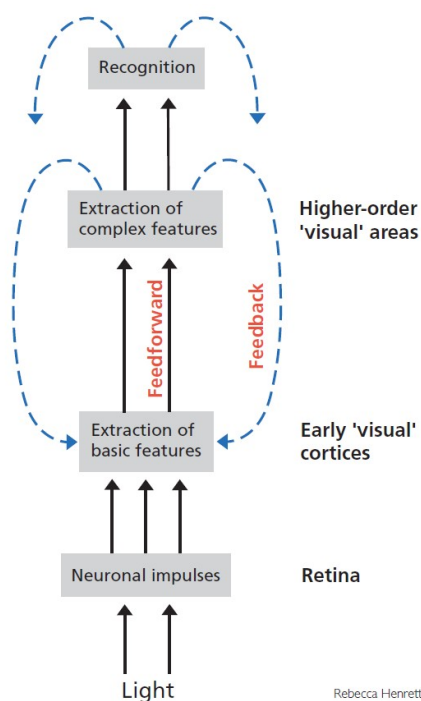 Recognition
Extraction of
complex features
Higher-order
'visual' areas
Feedforward
Feedback
Extraction of
basic features
Early 'visual'
cortices
Neuronal impulses
Retina
Light
Rebecca Henrett